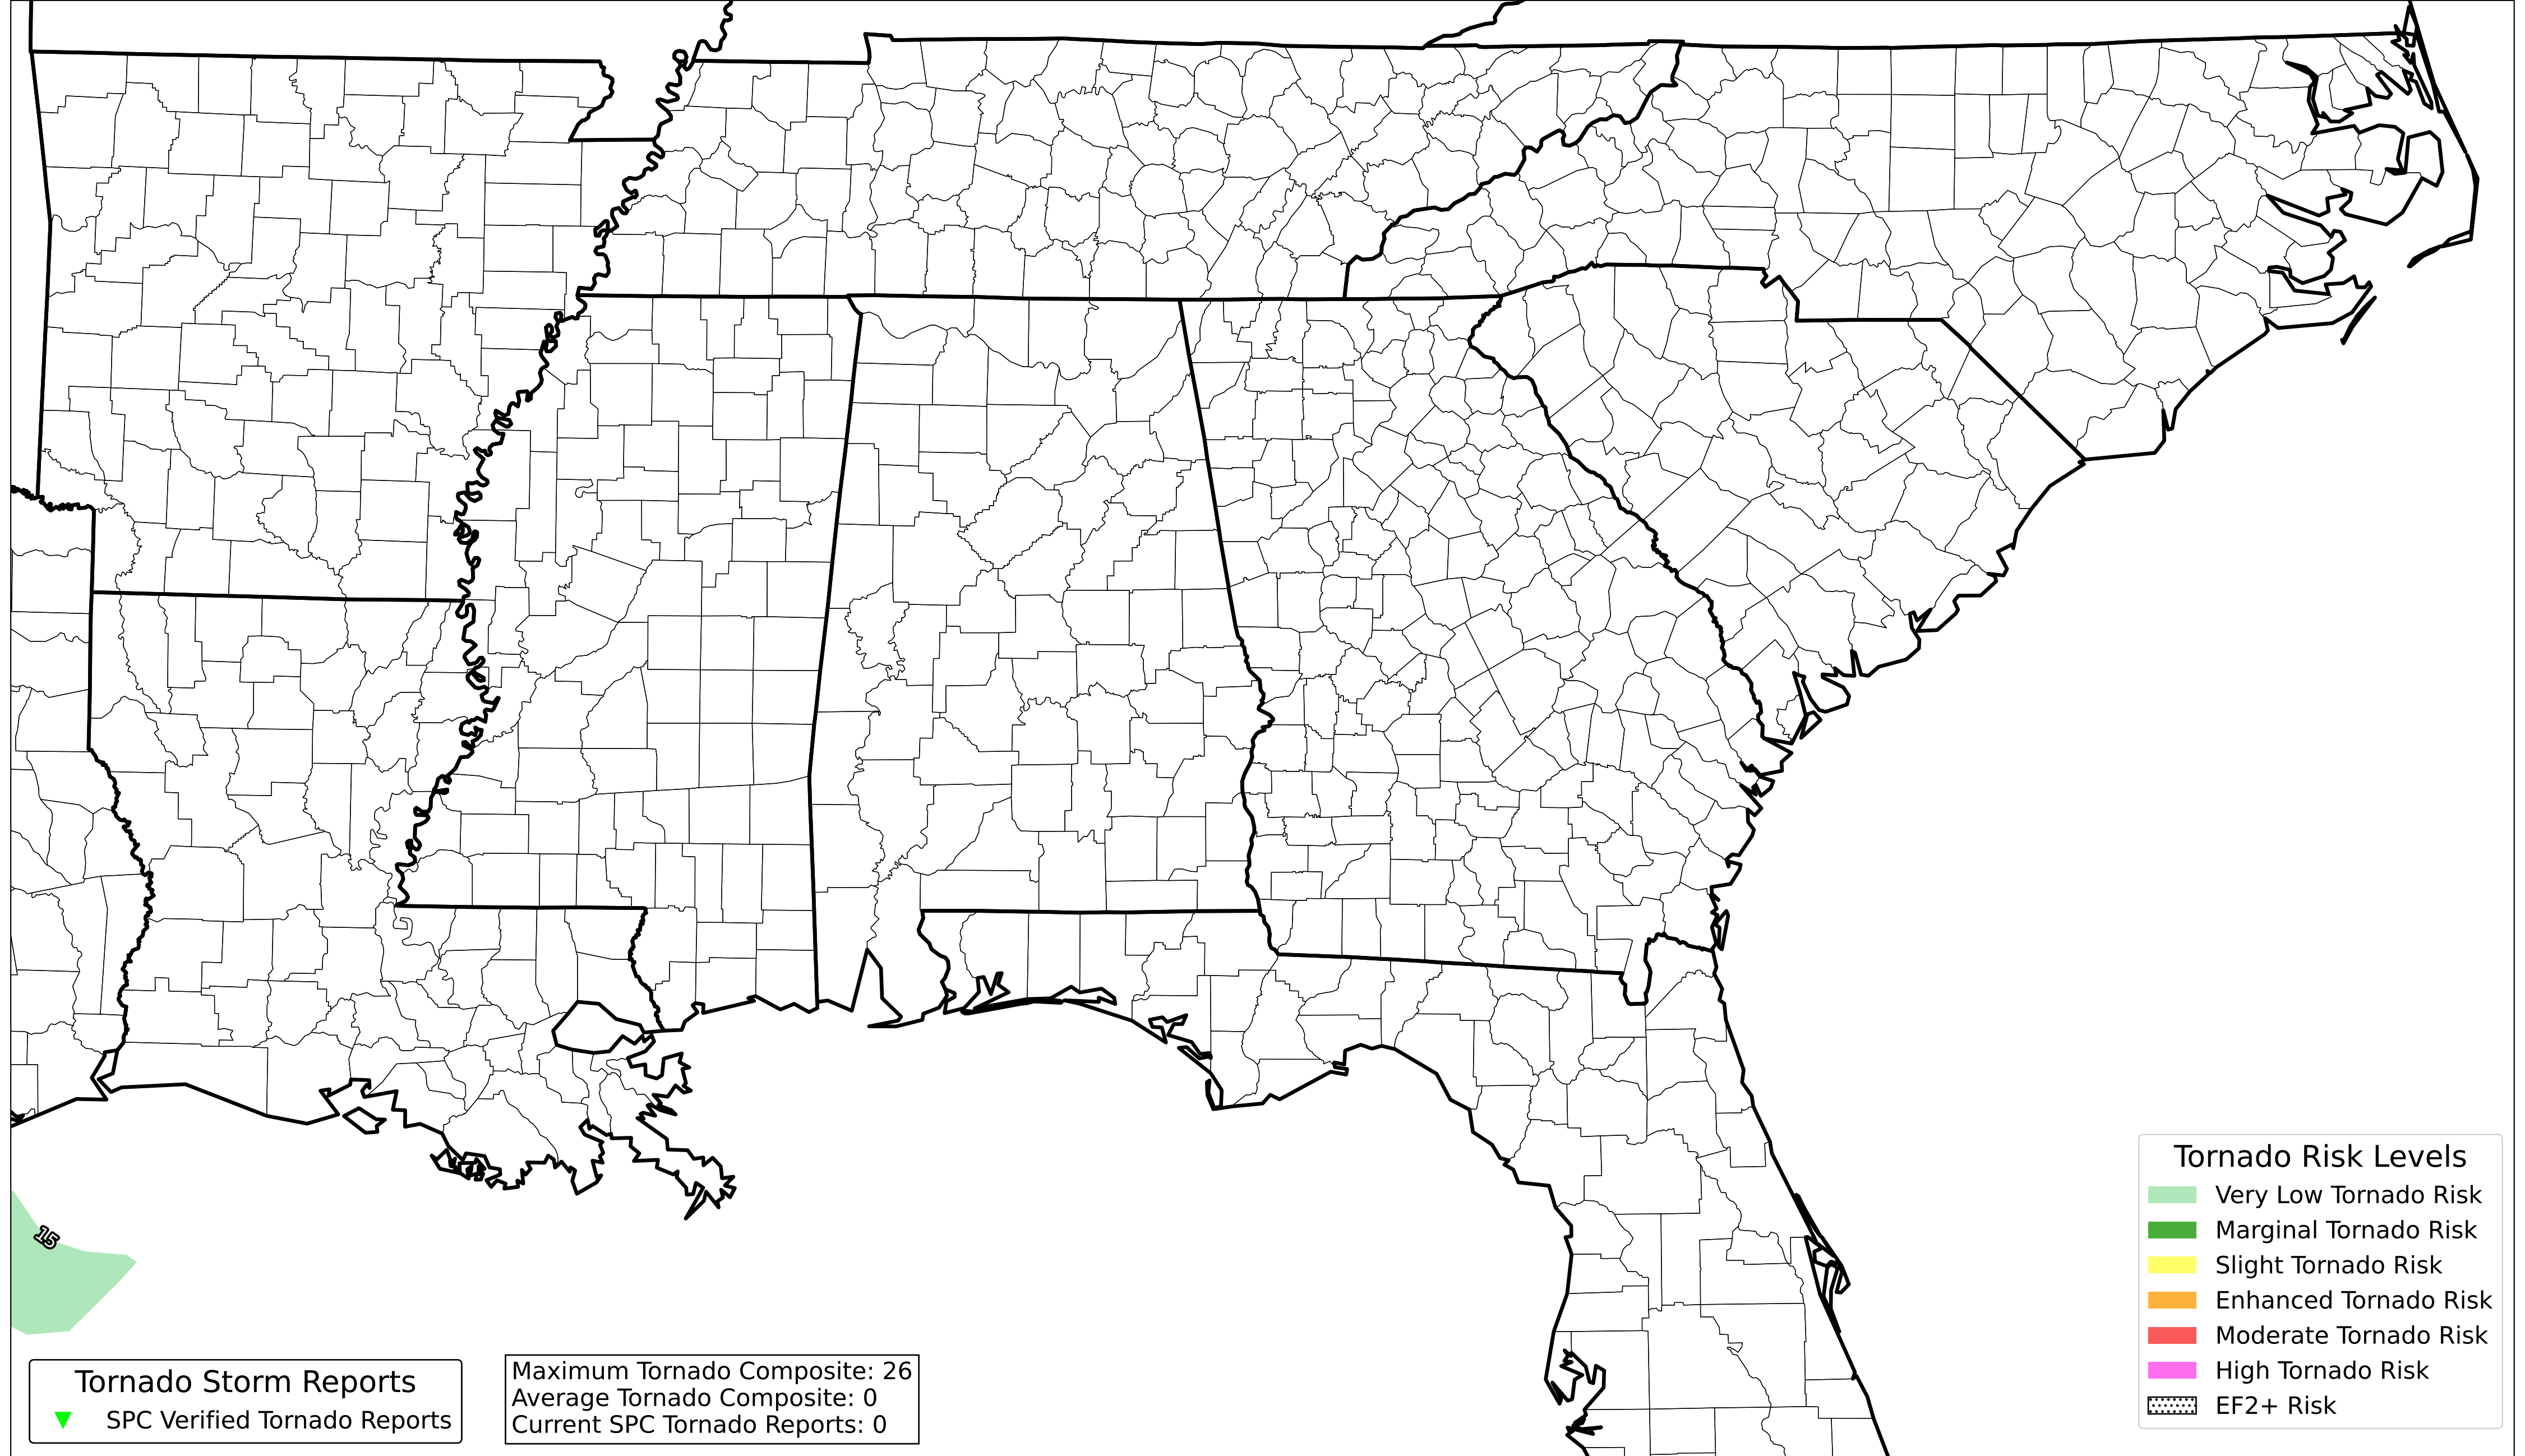 15
Tornado Storm Reports
SPC Verified Tornado Reports
Maximum Tornado Composite: 26
Average Tornado Composite: 0
Current SPC Tornado Reports: 0
Tornado Risk Levels
Very Low Tornado Risk
Marginal Tornado Risk
Slight Tornado Risk
Enhanced Tornado Risk
Moderate Tornado Risk
High Tornado Risk
EF2+ Risk